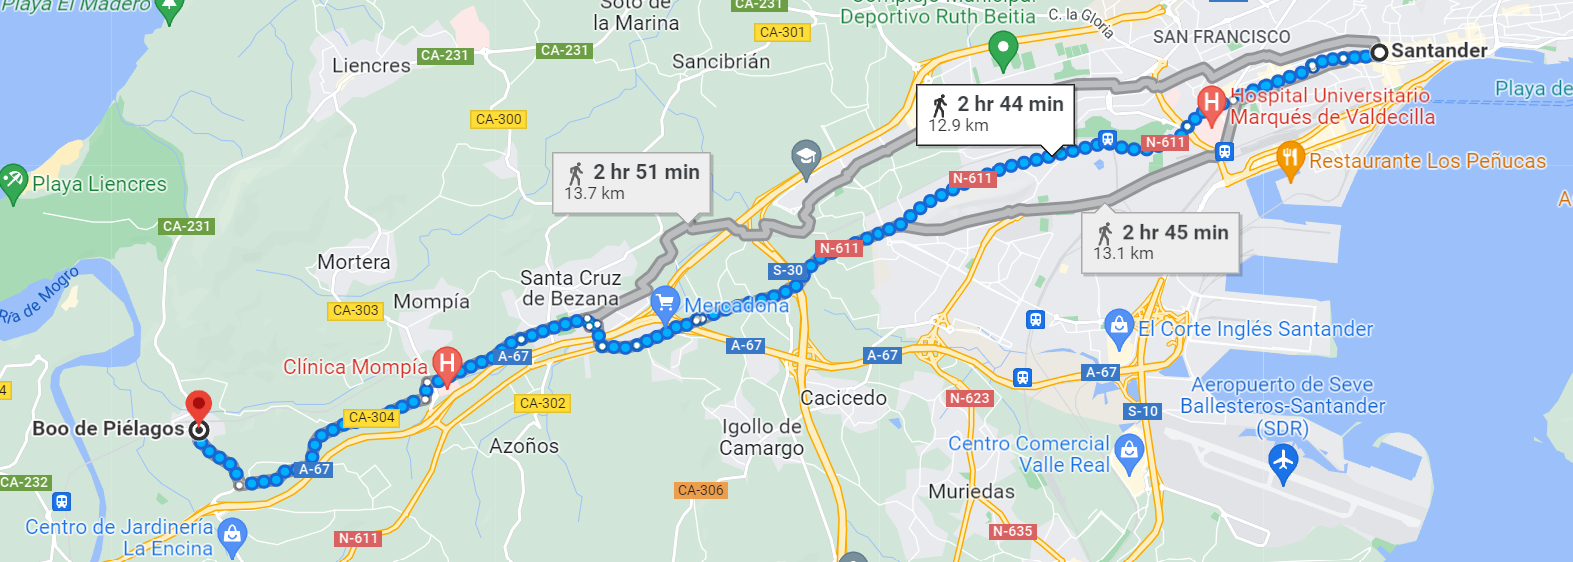 Playa El Madero
CA-231
Soto de
la Marina
CA-231
Complejo Municipal
Deportivo Ruth Beitia
C. la Gloria
CA-301
SAN FRANCISCO
Santander
CA-231
CA-231
Liencres
Sancibrián
Hospital Universitario
Marqués de Valdecilla
Playa de
2 hr 44 min
12.9 km
CA-300
N-611
Restaurante Los Peñucas
Playa Liencres
2 hr 51 min
13.7 km
N-611
A
CA-231
2 hr 45 min
13.1 km
N-611
Mortera
S-30
Santa Cruz
de Bezana
Ría de Mogro
Mompía
CA-303
Mercadona
El Corte Inglés Santander
A-67
A-67
A-67
A-67
Clínica Mompía
4
CA-304
CA-302
Cacicedo
N-623
S-10
Aeropuerto de Seve
Ballesteros-Santander
(SDR)
Boo de Piélagos
Azoños
Igollo de
Camargo
Centro Comercial
Valle Real
A-67
CA-232
CA-306
Muriedas
Centro de Jardinería
La Encina
N-611
N-635